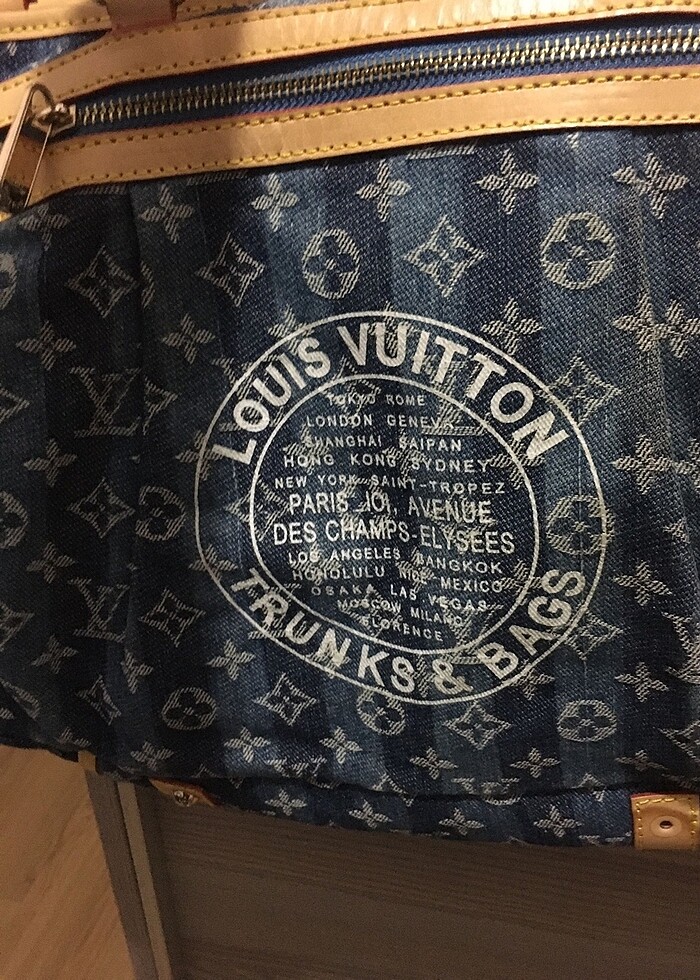 LOUIS VUITTON
TOKYO ROME
LONDON GENEV
SHANGHAI SAIPAN
HONG KONG SYDNEY
NEW YORK SAINT-TROPEZ
PARIS 101, AVENUE
DES CHAMPS-ELYSEES
LOS ANGELES BANGKOK
HONOLULU NICE MEXICO
OSAKA LAS VEGAS
MOSCOW MILANO
FLORENCE
TRUNKS & BAGS